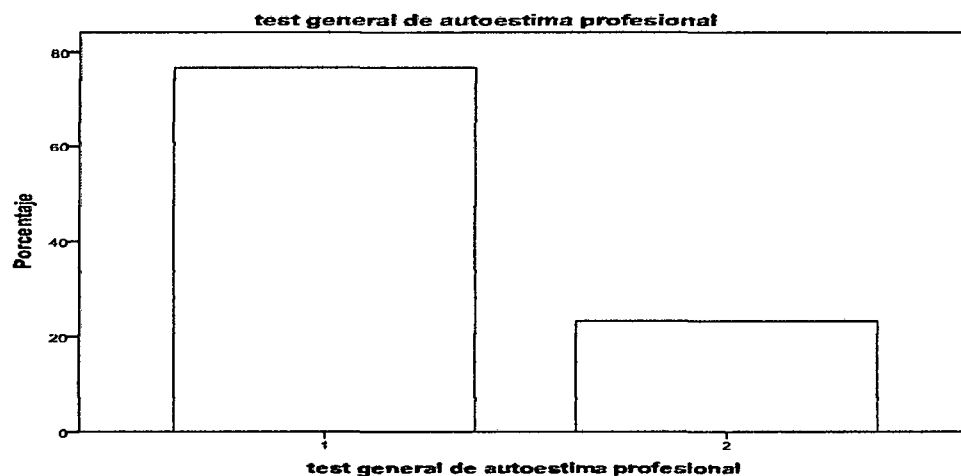 test general de autoestima profesional
Porcentaje
80
60
40
20
0
1 2
test general de autoestima profesional